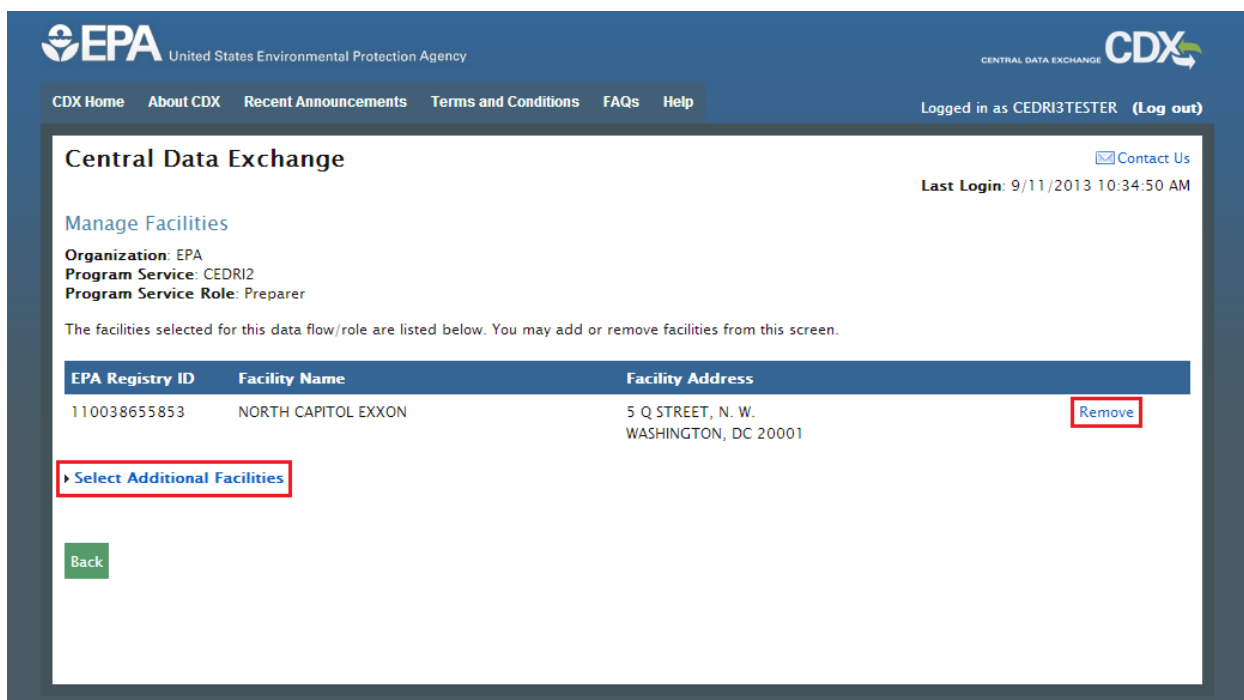 EPA United States Environmental Protection Agency
CENTRAL DATA EXCHANGE CDX
CDX Home About CDX Recent Announcements Terms and Conditions FAQs Help
Logged in as CEDRI3TESTER (Log out)
Central Data Exchange
Contact Us
Last Login: 9/11/2013 10:34:50 AM
Manage Facilities
Organization: EPA
Program Service: CEDRI2
Program Service Role: Preparer
The facilities selected for this data flow/role are listed below. You may add or remove facilities from this screen.
EPA Registry ID Facility Name Facility Address
110038655853 NORTH CAPITOL EXXON 5 Q STREET, N. W. Remove
WASHINGTON, DC 20001
Select Additional Facilities
Back